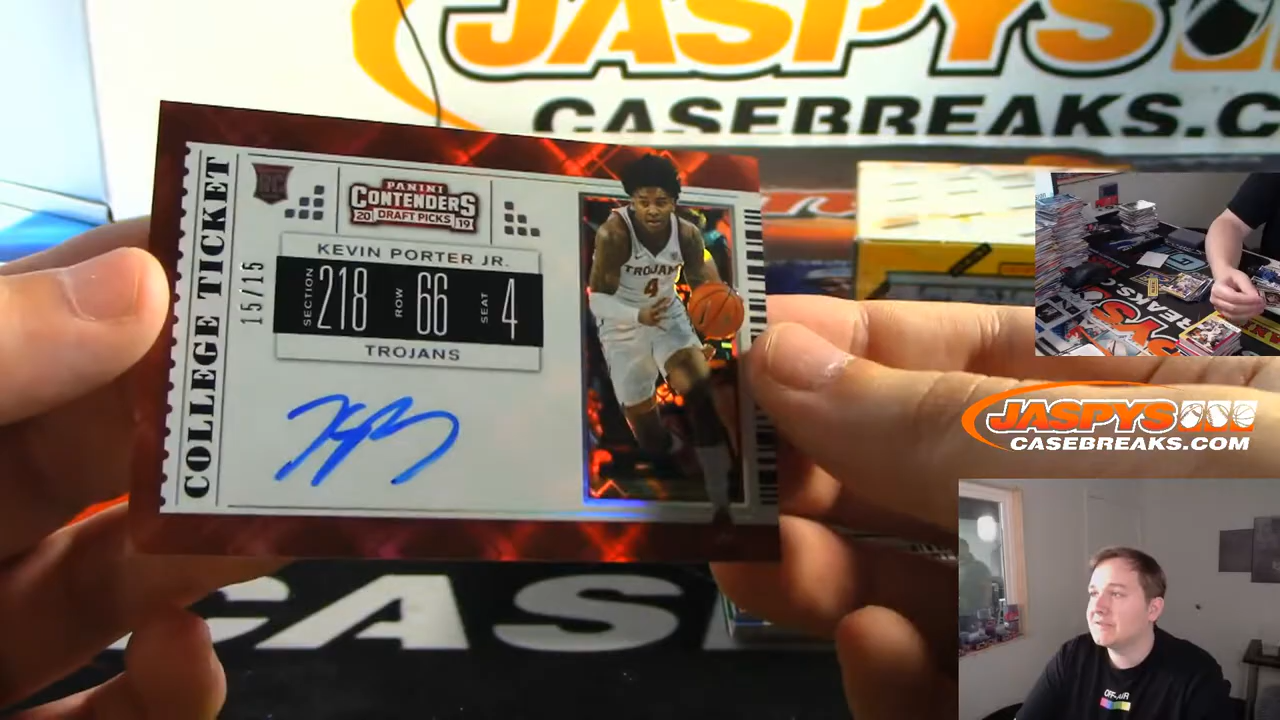 JASPYS
CASEBREAKS.C
COLLEGE TICKET
RC
PANINI
CONTENDERS
20 DRAFT PICKS 19
KEVIN PORTER JR.
SECTION 218 ROW 66 SEAT 4
TROJANS
15/15
TROJANS
4
CAS
JASPYS
CASEBREAKS.COM